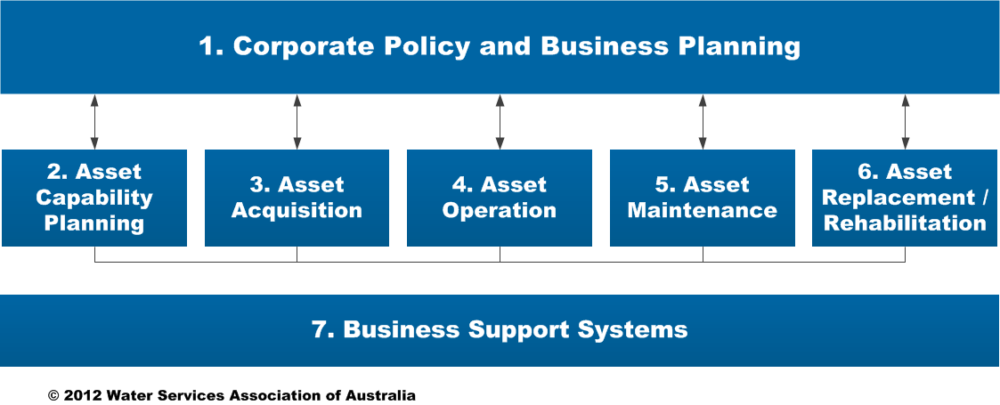 1. Corporate Policy and Business Planning
2. Asset
Capability
Planning
3. Asset
Acquisition
4. Asset
Operation
5. Asset
Maintenance
6. Asset
Replacement /
Rehabilitation
7. Business Support Systems
© 2012 Water Services Association of Australia